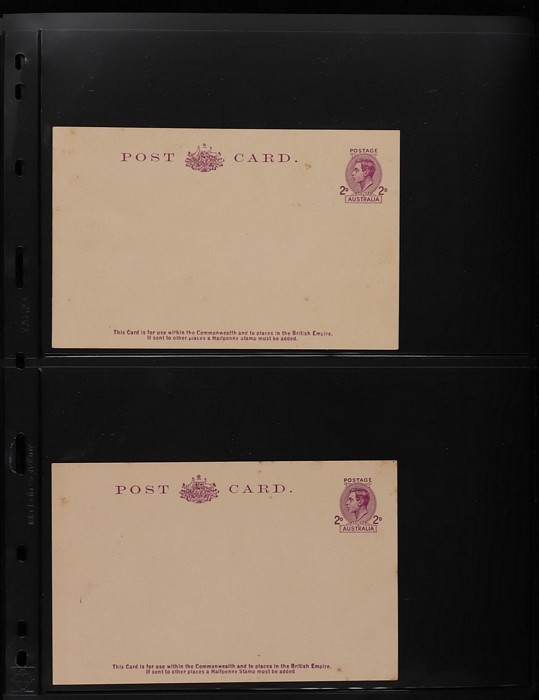 POST CARD.
POSTAGE
2D 2D
AUSTRALIA
This Card is for use within the Commonwealth and to places in the British Empire.
If sent to other places a Halfpenny Stamp must be added.
POST CARD.
POSTAGE
2D 2D
AUSTRALIA
This Card is for use within the Commonwealth and to places in the British Empire.
If sent to other places a Halfpenny Stamp must be added